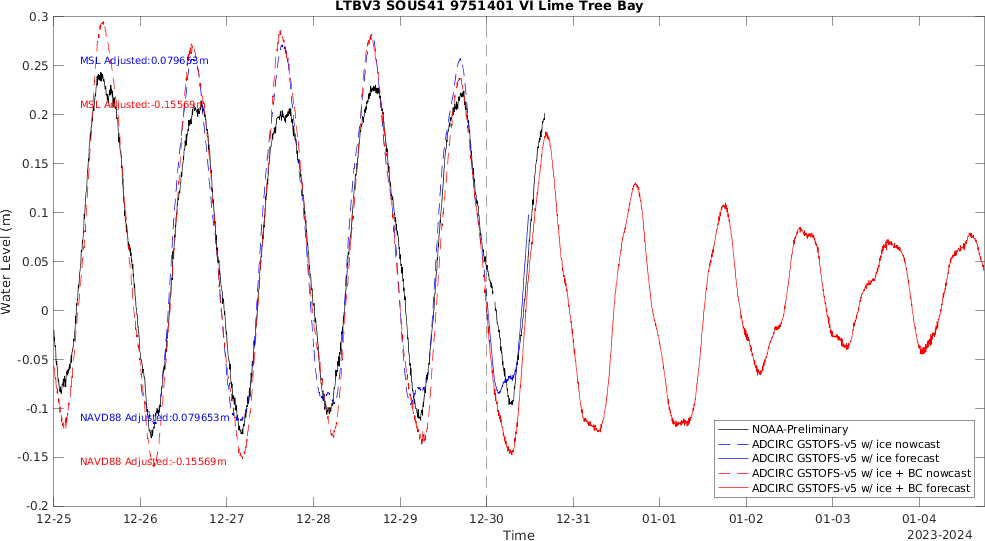 LTBV3 SOUS41 9751401 VI Lime Tree Bay
0.3
0.25
0.2
0.15
0.1
0.05
0
-0.05
-0.1
-0.15
-0.2
Water Level (m)
MSL Adjusted:0.079653m
MSL Adjusted:-0.15569m
NAVD88 Adjusted:0.079653m
NAVD88 Adjusted:-0.15569m
NOAA-Preliminary
ADCIRC GSTOFS-v5 w/ ice nowcast
ADCIRC GSTOFS-v5 w/ ice forecast
ADCIRC GSTOFS-v5 w/ ice + BC nowcast
ADCIRC GSTOFS-v5 w/ ice + BC forecast
12-25 12-26 12-27 12-28 12-29 12-30 12-31 01-01 01-02 01-03 01-04
Time
2023-2024